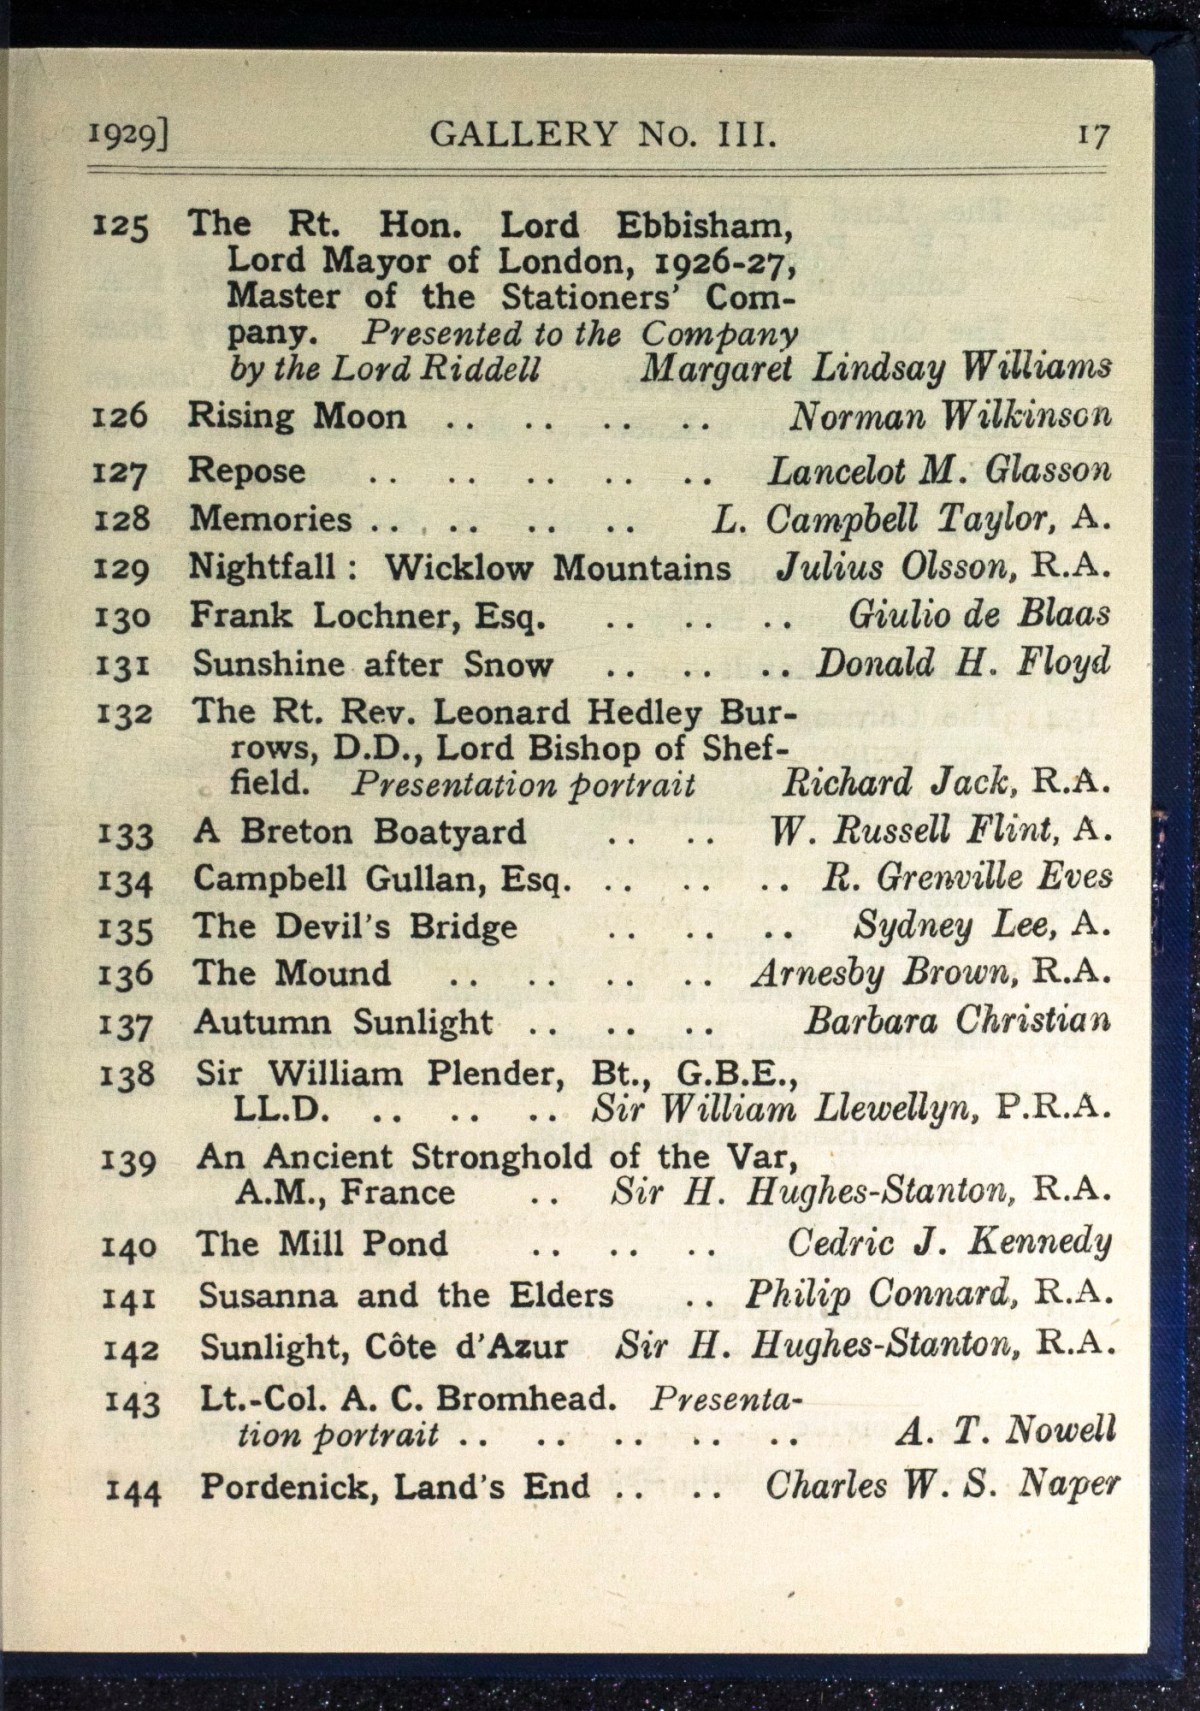 1929] GALLERY No. III. 17
125 The Rt. Hon. Lord Ebbisham,
Lord Mayor of London, 1926-27,
Master of the Stationers' Com-
pany. Presented to the Company
by the Lord Riddell Margaret Lindsay Williams
126 Rising Moon .. .. .. .. Norman Wilkinson
127 Repose .. .. .. .. .. Lancelot M. Glasson
128 Memories .. .. .. .. L. Campbell Taylor, A.
129 Nightfall : Wicklow Mountains Julius Olsson, R.A.
130 Frank Lochner, Esq. .. .. .. Giulio de Blaas
131 Sunshine after Snow .. .. .. Donald H. Floyd
132 The Rt. Rev. Leonard Hedley Bur-
rows, D.D., Lord Bishop of Shef-
field. Presentation portrait Richard Jack, R.A.
133 A Breton Boatyard .. .. W. Russell Flint, A.
134 Campbell Gullan, Esq. .. .. .. R. Grenville Eves
135 The Devil's Bridge .. .. .. Sydney Lee, A.
136 The Mound .. .. .. .. Arnesby Brown, R.A.
137 Autumn Sunlight .. .. .. Barbara Christian
138 Sir William Plender, Bt., G.B.E.,
LL.D. .. .. .. Sir William Llewellyn, P.R.A.
139 An Ancient Stronghold of the Var,
A.M., France .. Sir H. Hughes-Stanton, R.A.
140 The Mill Pond .. .. .. Cedric J. Kennedy
141 Susanna and the Elders .. Philip Connard, R.A.
142 Sunlight, Côte d'Azur Sir H. Hughes-Stanton, R.A.
143 Lt.-Col. A. C. Bromhead. Presenta-
tion portrait .. .. .. .. .. A. T. Nowell
144 Pordenick, Land's End .. .. Charles W. S. Naper